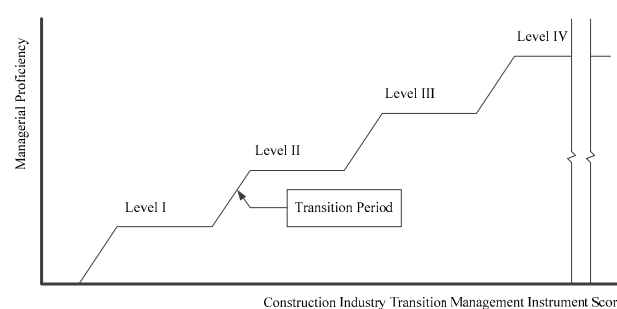 Level IV
Level III
Level II
Level I
Transition Period
Managerial Proficiency
Construction Industry Transition Management Instrument Scor